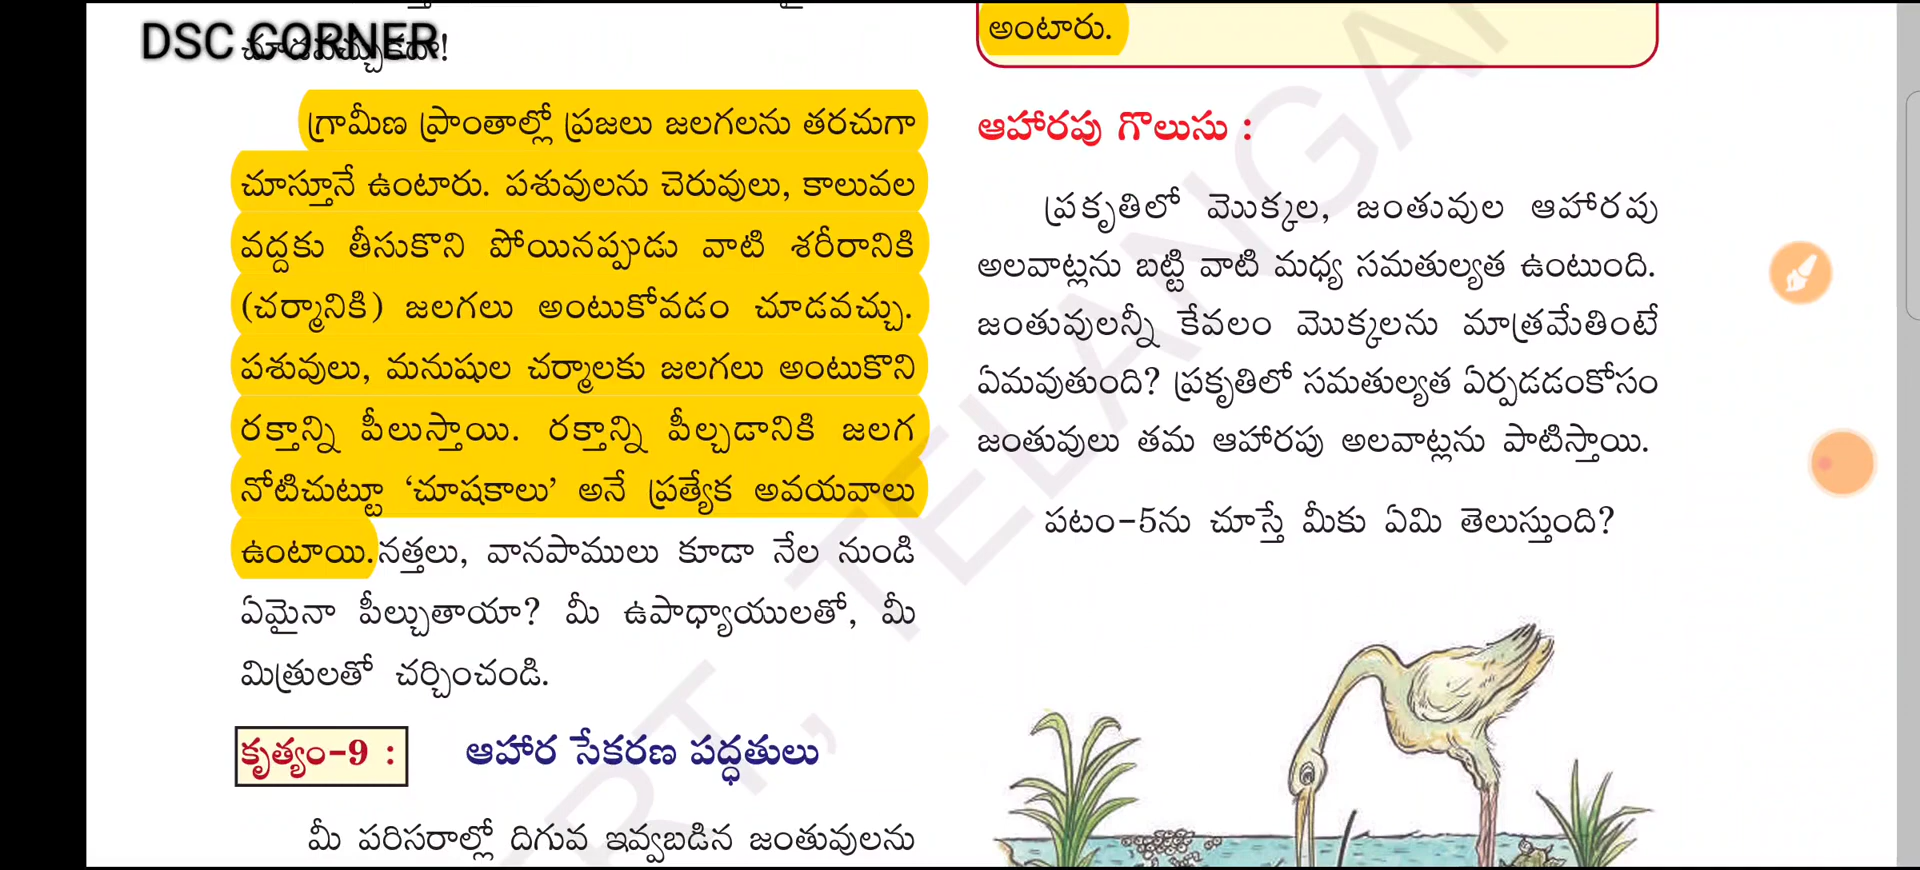 DSC CORNER
చూడవచ్చుకదా!
గ్రామీణ ప్రాంతాల్లో ప్రజలు జలగలను తరచుగా
చూస్తూనే ఉంటారు. పశువులను చెరువులు, కాలువల
వద్దకు తీసుకొని పోయినప్పుడు వాటి శరీరానికి
(చర్మానికి) జలగలు అంటుకోవడం చూడవచ్చు.
పశువులు, మనుషుల చర్మాలకు జలగలు అంటుకొని
రక్తాన్ని పీలుస్తాయి. రక్తాన్ని పీల్చడానికి జలగ
నోటిచుట్టూ ‘చూషకాలు’ అనే ప్రత్యేక అవయవాలు
ఉంటాయి.నత్తలు, వానపాములు కూడా నేల నుండి
ఏమైనా పీల్చుతాయా? మీ ఉపాధ్యాయులతో, మీ
మిత్రులతో చర్చించండి.
కృత్యం-9 : ఆహార సేకరణ పద్ధతులు
మీ పరిసరాల్లో దిగువ ఇవ్వబడిన జంతువులను
అంటారు.
ఆహారపు గొలుసు :
ప్రకృతిలో మొక్కల, జంతువుల ఆహారపు
అలవాట్లను బట్టి వాటి మధ్య సమతుల్యత ఉంటుంది.
జంతువులన్నీ కేవలం మొక్కలను మాత్రమేతింటే
ఏమవుతుంది? ప్రకృతిలో సమతుల్యత ఏర్పడడంకోసం
జంతువులు తమ ఆహారపు అలవాట్లను పాటిస్తాయి.
పటం-5ను చూస్తే మీకు ఏమి తెలుస్తుంది?